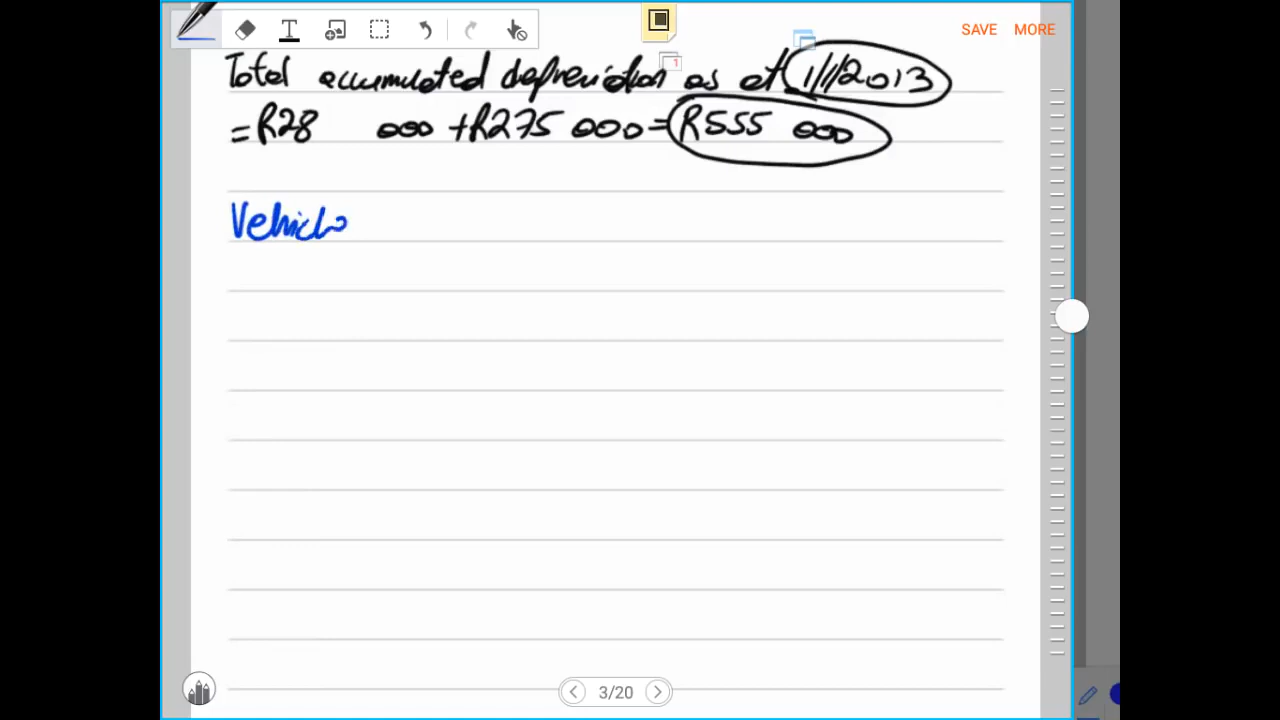 SAVE MORE
Total accumulated depreciation as at 1/1/2013
= R28 000 + R275 000 = R555 000
Vehicle
3/20